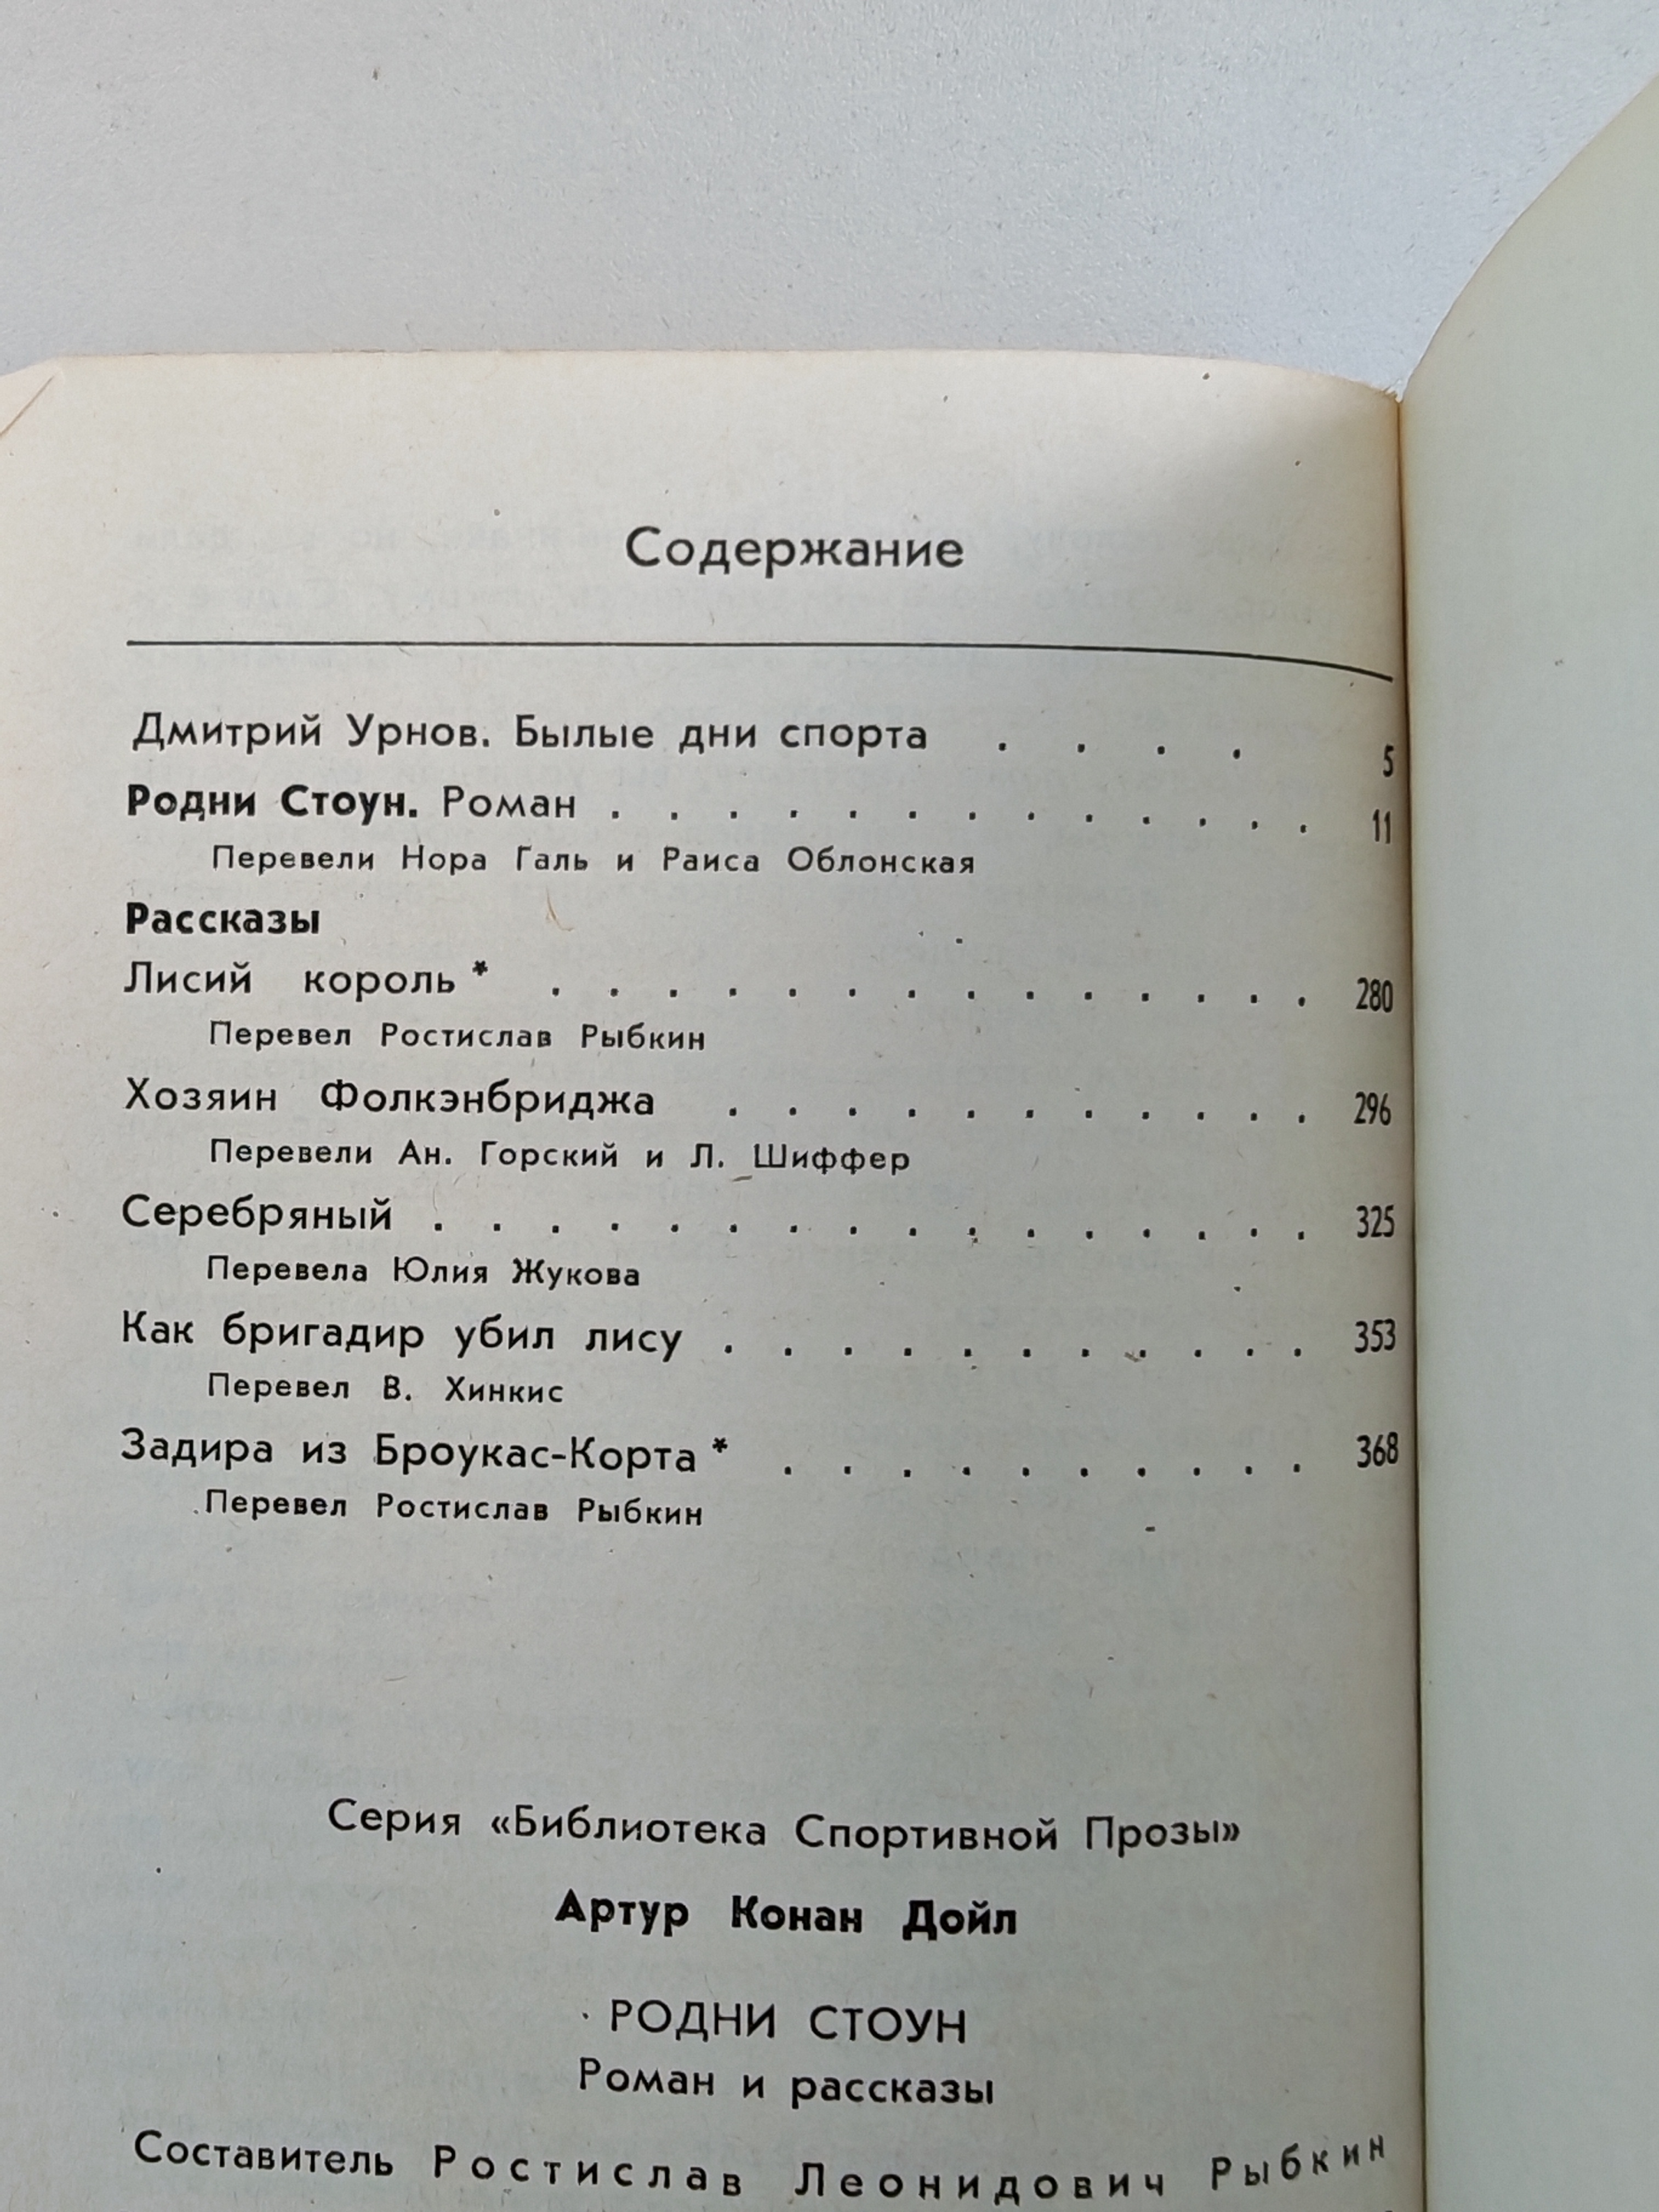 Содержание
Дмитрий Урнов. Былые дни спорта . . . . 5
Родни Стоун. Роман . . . . . . . . . . . . 11
Перевели Нора Галь и Раиса Облонская
Рассказы
Лисий король * . . . . . . . . . . . . . 280
Перевел Ростислав Рыбкин
Хозяин Фолкэнбриджа . . . . . . . . . . 296
Перевели Ан. Горский и Л. Шиффер
Серебряный . . . . . . . . . . . . . . . 325
Перевела Юлия Жукова
Как бригадир убил лису . . . . . . . . . . 353
Перевел В. Хинкис
Задира из Броукас-Корта * . . . . . . . . . 368
Перевел Ростислав Рыбкин
Серия «Библиотека Спортивной Прозы»
Артур Конан Дойл
РОДНИ СТОУН
Роман и рассказы
Составитель Ростислав Леонидович Рыбкин